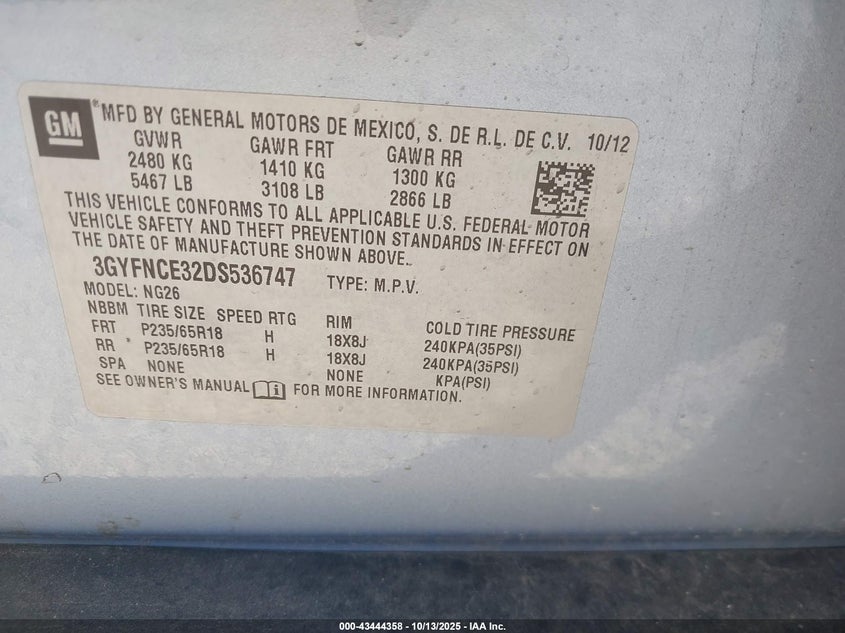 GM
®MFD BY GENERAL MOTORS DE MEXICO, S. DE R.L. DE C.V. 10/12
GVWR GAWR FRT GAWR RR
2480 KG 1410 KG 1300 KG
5467 LB 3108 LB 2866 LB
THIS VEHICLE CONFORMS TO ALL APPLICABLE U.S. FEDERAL MOTOR
VEHICLE SAFETY AND THEFT PREVENTION STANDARDS IN EFFECT ON
THE DATE OF MANUFACTURE SHOWN ABOVE.
3GYFNCE32DS536747 TYPE: M.P.V.
MODEL: NG26
NBBM TIRE SIZE SPEED RTG RIM COLD TIRE PRESSURE
FRT P235/65R18 H 18X8J 240KPA(35PSI)
RR P235/65R18 H 18X8J 240KPA(35PSI)
SPA NONE NONE KPA(PSI)
SEE OWNER'S MANUAL FOR MORE INFORMATION.
000-43444358 - 10/13/2025 - IAA Inc.